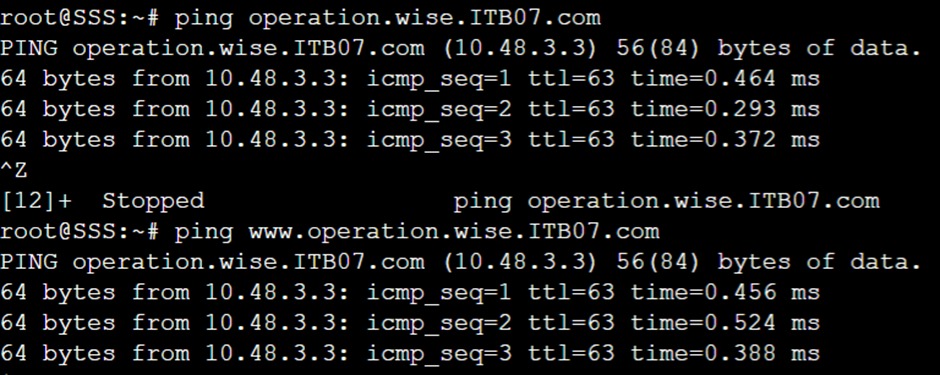 root@SSS:~# ping operation.wise.ITB07.com
PING operation.wise.ITB07.com (10.48.3.3) 56(84) bytes of data.
64 bytes from 10.48.3.3: icmp_seq=1 ttl=63 time=0.464 ms
64 bytes from 10.48.3.3: icmp_seq=2 ttl=63 time=0.293 ms
64 bytes from 10.48.3.3: icmp_seq=3 ttl=63 time=0.372 ms
^Z
[12]+  Stopped                 ping operation.wise.ITB07.com
root@SSS:~# ping www.operation.wise.ITB07.com
PING operation.wise.ITB07.com (10.48.3.3) 56(84) bytes of data.
64 bytes from 10.48.3.3: icmp_seq=1 ttl=63 time=0.456 ms
64 bytes from 10.48.3.3: icmp_seq=2 ttl=63 time=0.524 ms
64 bytes from 10.48.3.3: icmp_seq=3 ttl=63 time=0.388 ms